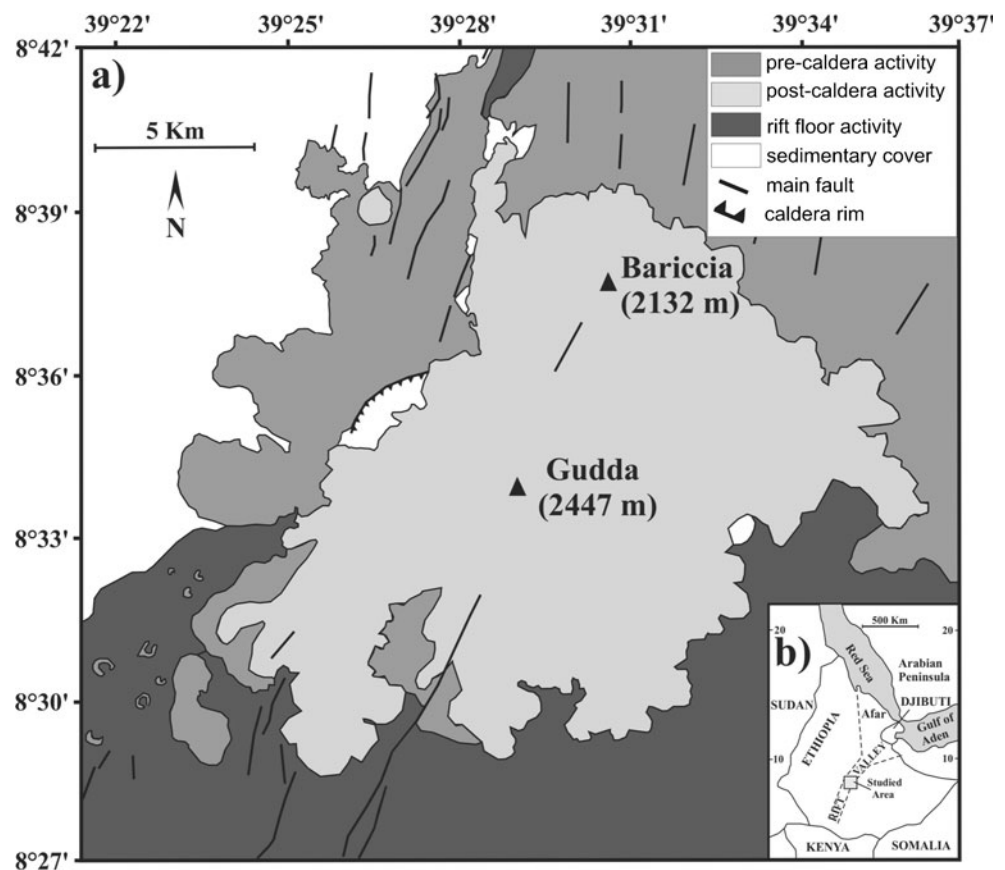 39°22' 39°25' 39°28' 39°31' 39°34' 39°37'
8°42'
a)
pre-caldera activity
post-caldera activity
rift floor activity
sedimentary cover
main fault
caldera rim
5 Km
N
8°39'
Bariccia
(2132 m)
8°36'
Gudda
(2447 m)
8°33'
8°30'
8°27'
b)
500 Km
20
20
Red Sea
Arabian
Peninsula
SUDAN
DJIBUTI
Afar
Gulf of
Aden
ETHIOPIA
RIFT VALLEY
10
10
Studied
Area
KENYA
SOMALIA